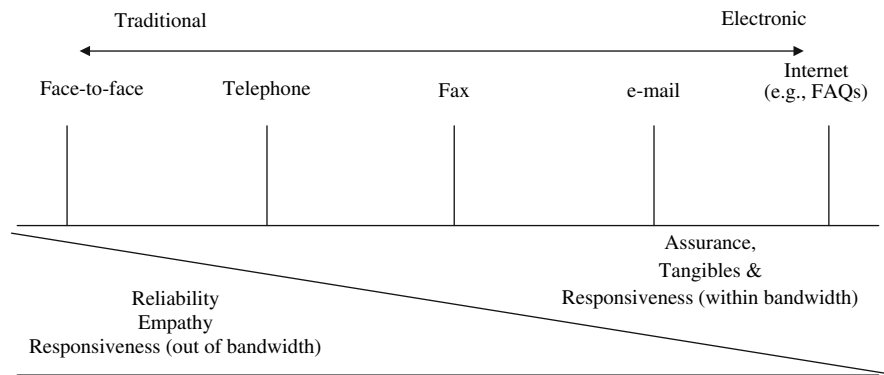 Traditional
Electronic
Face-to-face
Telephone
Fax
e-mail
Internet
(e.g., FAQs)
Assurance,
Tangibles &
Responsiveness (within bandwidth)
Reliability
Empathy
Responsiveness (out of bandwidth)